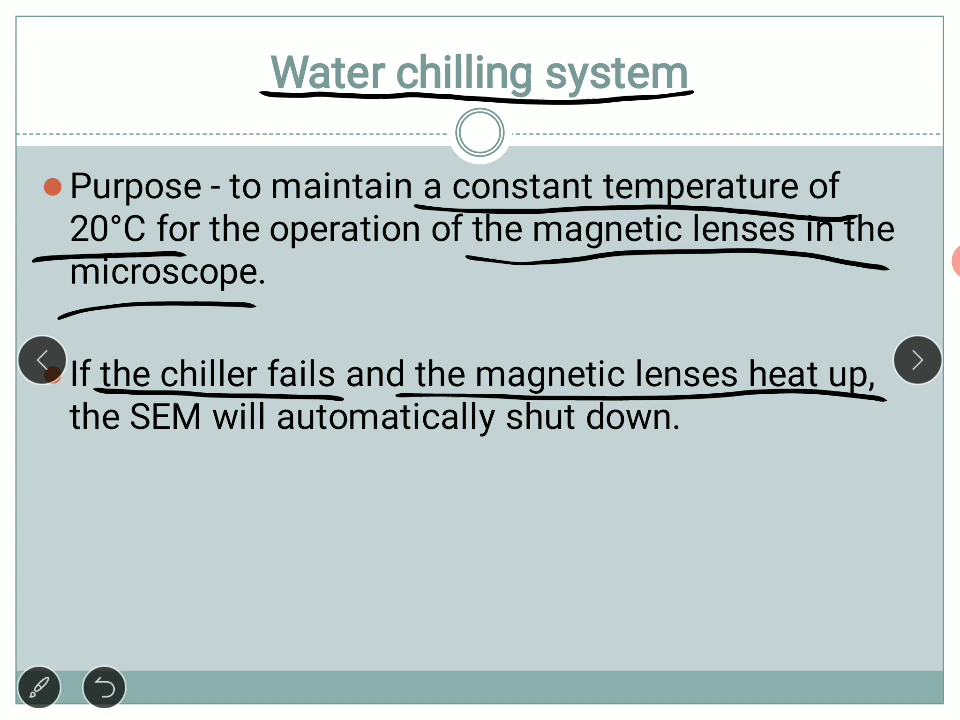 Water chilling system
Purpose - to maintain a constant temperature of
20°C for the operation of the magnetic lenses in the
microscope.
If the chiller fails and the magnetic lenses heat up,
the SEM will automatically shut down.